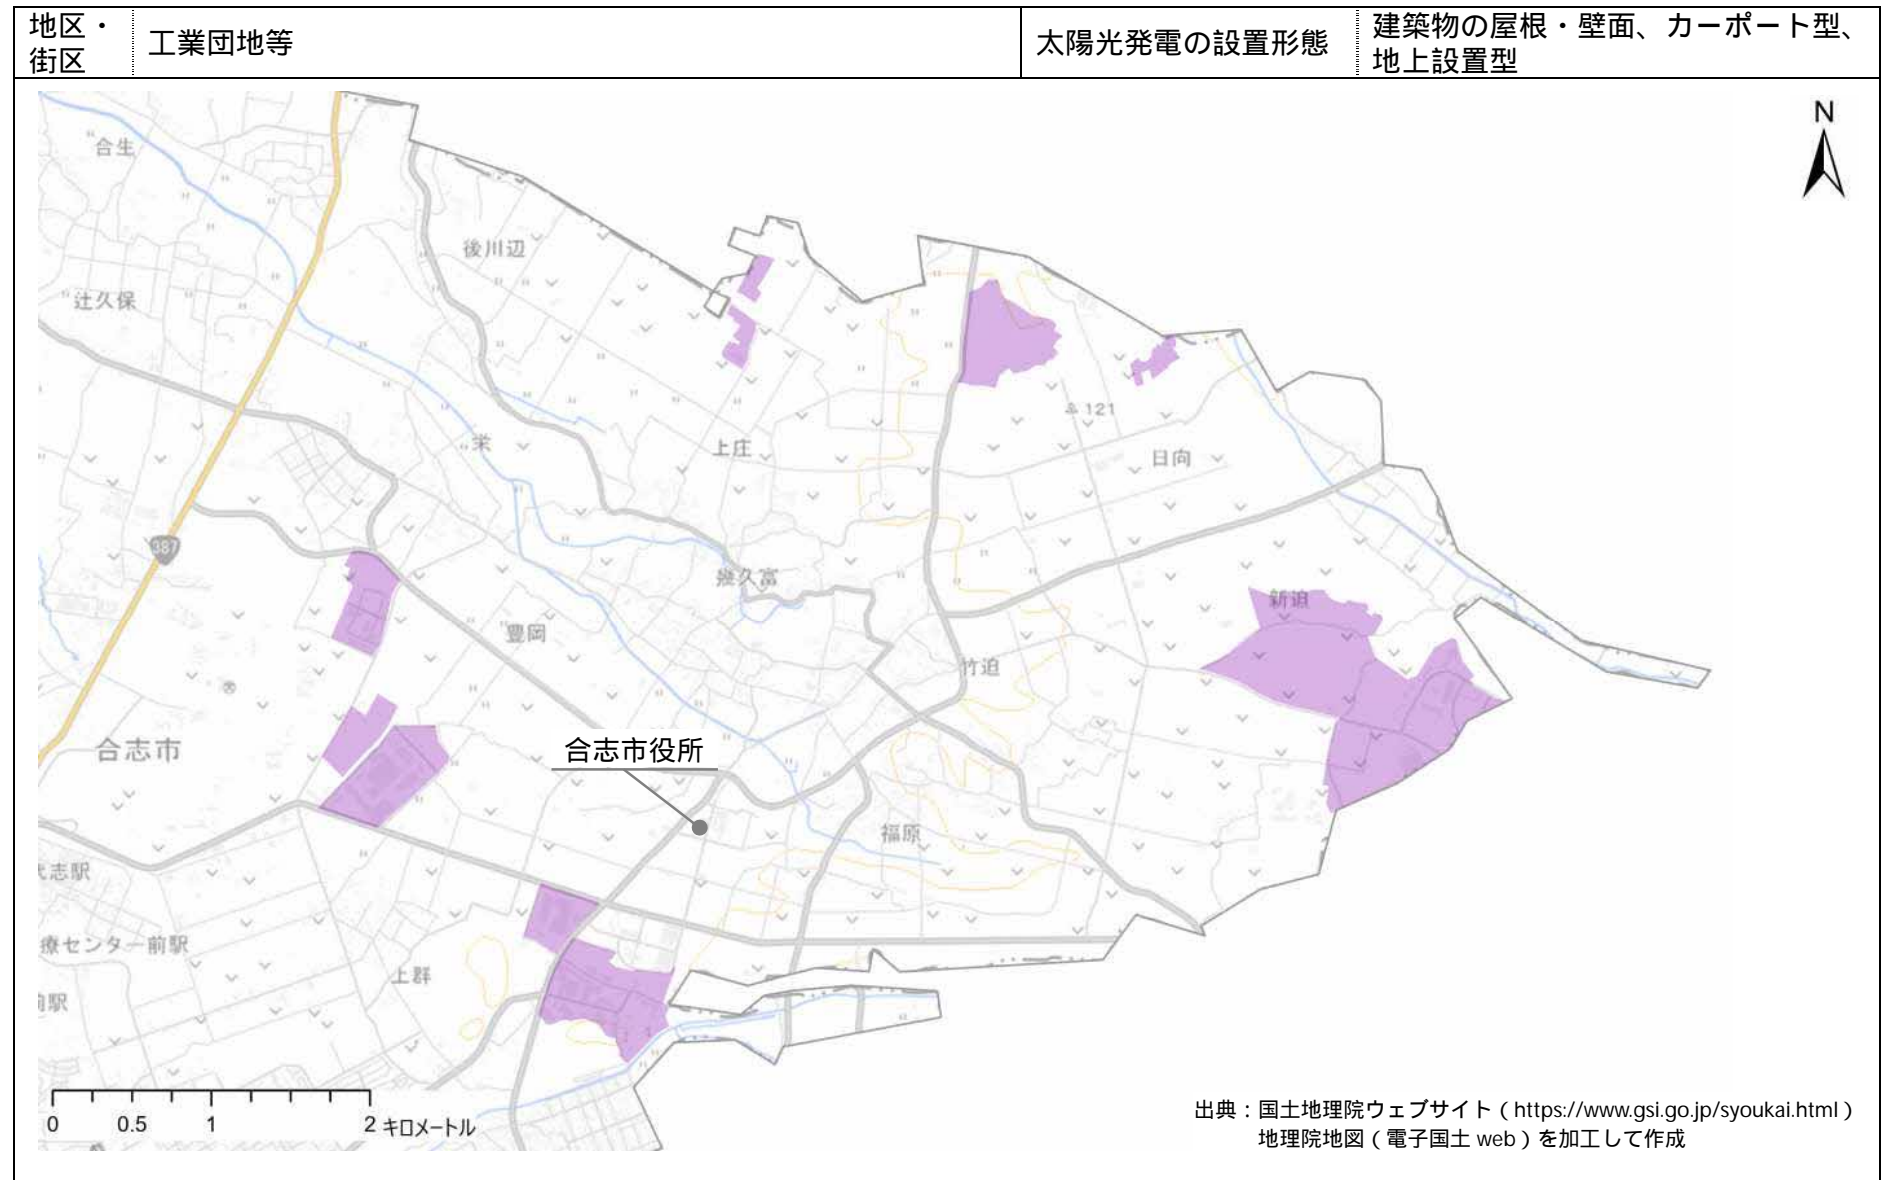 地区・
街区
工業団地等
太陽光発電の設置形態
建築物の屋根・壁面、カーポート型、
地上設置型
N
合生
後川辺
辻久保
121
栄
上庄
日向
387
幾久富
新迫
豊岡
竹迫
合志市
合志市役所
福原
志駅
療センター前駅
上群
駅
0 0.5 1 2 キロメートル
出典:国土地理院ウェブサイト(https://www.gsi.go.jp/syoukai.html)
地理院地図(電子国土 web)を加工して作成